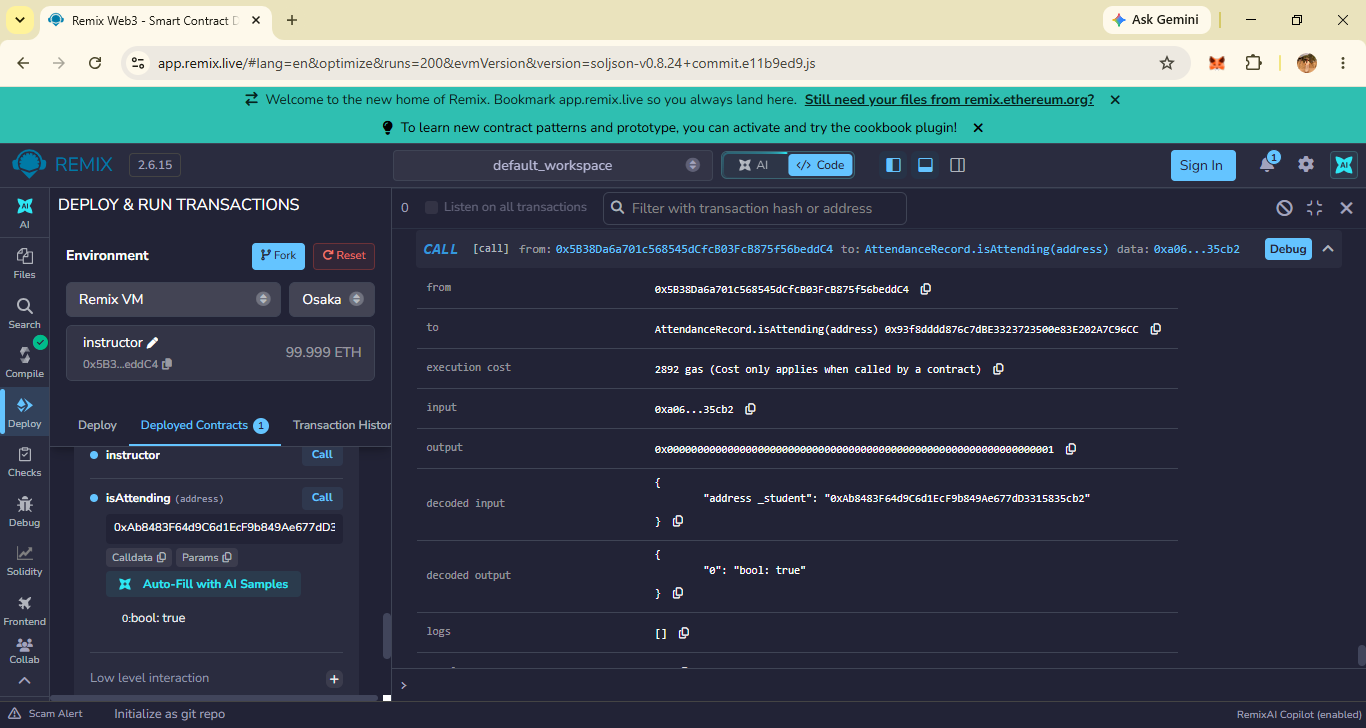 Remix Web3 - Smart Contract D
Ask Gemini
app.remix.live/#lang=en&optimize&runs=200&evmVersion&version=soljson-v0.8.24+commit.e11b9ed9.js
Welcome to the new home of Remix. Bookmark app.remix.live so you always land here. Still need your files from remix.ethereum.org?
To learn new contract patterns and prototype, you can activate and try the cookbook plugin!
REMIX 2.6.15 default_workspace AI </> Code Sign In 1 AI
AI
Files
Search
Compile
Deploy
Checks
Debug
Solidity
Frontend
Collab
DEPLOY & RUN TRANSACTIONS
Environment Fork Reset
Remix VM Osaka
instructor
0x5B3...eddC4 99.999 ETH
Deploy Deployed Contracts 1 Transaction Histor
instructor Call
isAttending (address) Call
0xAb8483F64d9C6d1EcF9b849Ae677dD3
Calldata Params
Auto-Fill with AI Samples
0:bool: true
Low level interaction
0 Listen on all transactions Filter with transaction hash or address
CALL [call] from: 0x5B38Da6a701c568545dCfcB03FcB875f56beddC4 to: AttendanceRecord.isAttending(address) data: 0xa06...35cb2 Debug
from 0x5B38Da6a701c568545dCfcB03FcB875f56beddC4
to AttendanceRecord.isAttending(address) 0x93f8dddd876c7dBE3323723500e83E202A7C96CC
execution cost 2892 gas (Cost only applies when called by a contract)
input 0xa06...35cb2
output 0x0000000000000000000000000000000000000000000000000000000000000001
decoded input {
"address _student": "0xAb8483F64d9C6d1EcF9b849Ae677dD3315835cb2"
}
decoded output {
"0": "bool: true"
}
logs []
>
Scam Alert Initialize as git repo RemixAI Copilot (enabled)